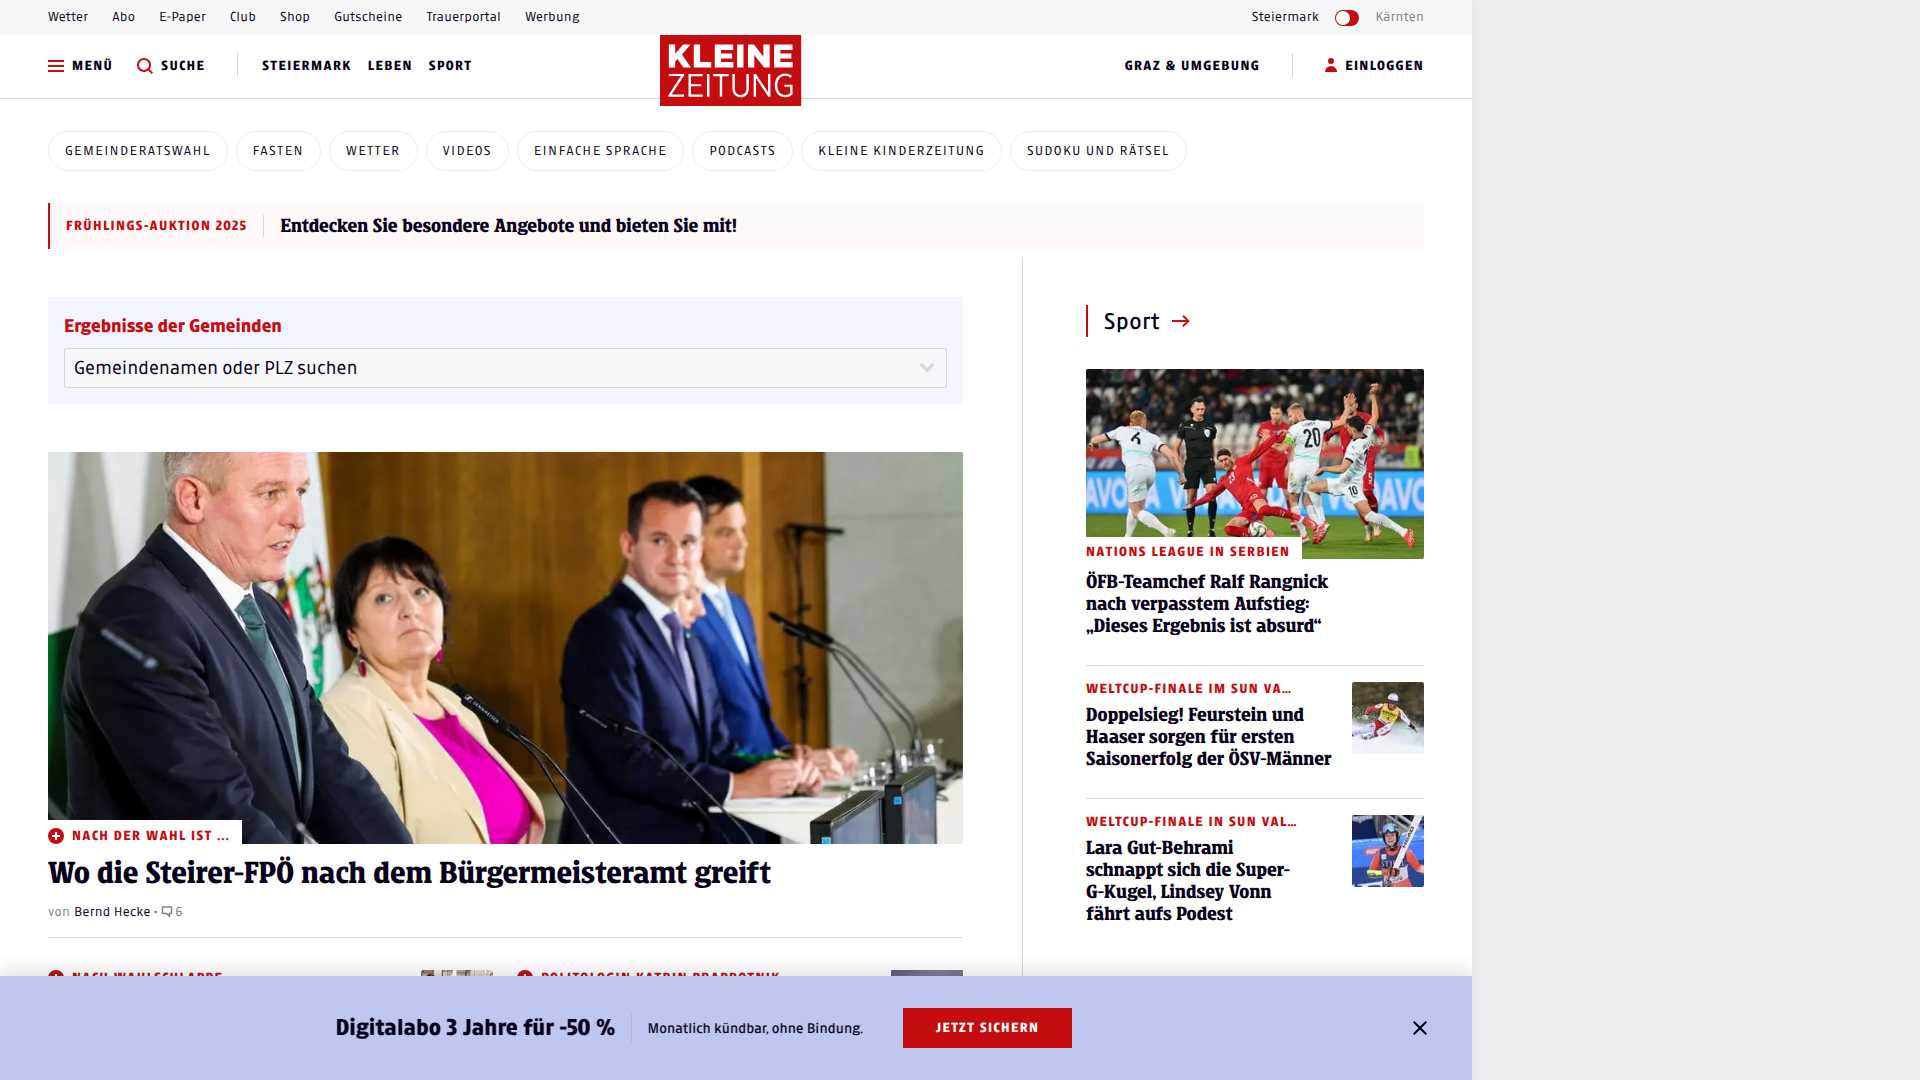 Wetter Abo E-Paper Club Shop Gutscheine Trauerportal Werbung Steiermark Kärnten
MENÜ SUCHE STEIERMARK LEBEN SPORT KLEINE ZEITUNG GRAZ & UMGEBUNG EINLOGGEN
GEMEINDERATSWAHL FASTEN WETTER VIDEOS EINFACHE SPRACHE PODCASTS KLEINE KINDERZEITUNG SUDOKU UND RÄTSEL
FRÜHLINGS-AUKTION 2025 Entdecken Sie besondere Angebote und bieten Sie mit!
Ergebnisse der Gemeinden
Gemeindenamen oder PLZ suchen
NACH DER WAHL IST ...
Wo die Steirer-FPÖ nach dem Bürgermeisteramt greift
von Bernd Hecke • 6
NACH WAHLSCHLAPPE
POLITOLOGIN KATRIN PRAPROTNIK
Sport
NATIONS LEAGUE IN SERBIEN
ÖFB-Teamchef Ralf Rangnick
nach verpasstem Aufstieg:
„Dieses Ergebnis ist absurd“
WELTCUP-FINALE IM SUN VA...
Doppelsieg! Feurstein und
Haaser sorgen für ersten
Saisonerfolg der ÖSV-Männer
WELTCUP-FINALE IN SUN VAL...
Lara Gut-Behrami
schnappt sich die Super-
G-Kugel, Lindsey Vonn
fährt aufs Podest
Digitalabo 3 Jahre für -50 % Monatlich kündbar, ohne Bindung. JETZT SICHERN